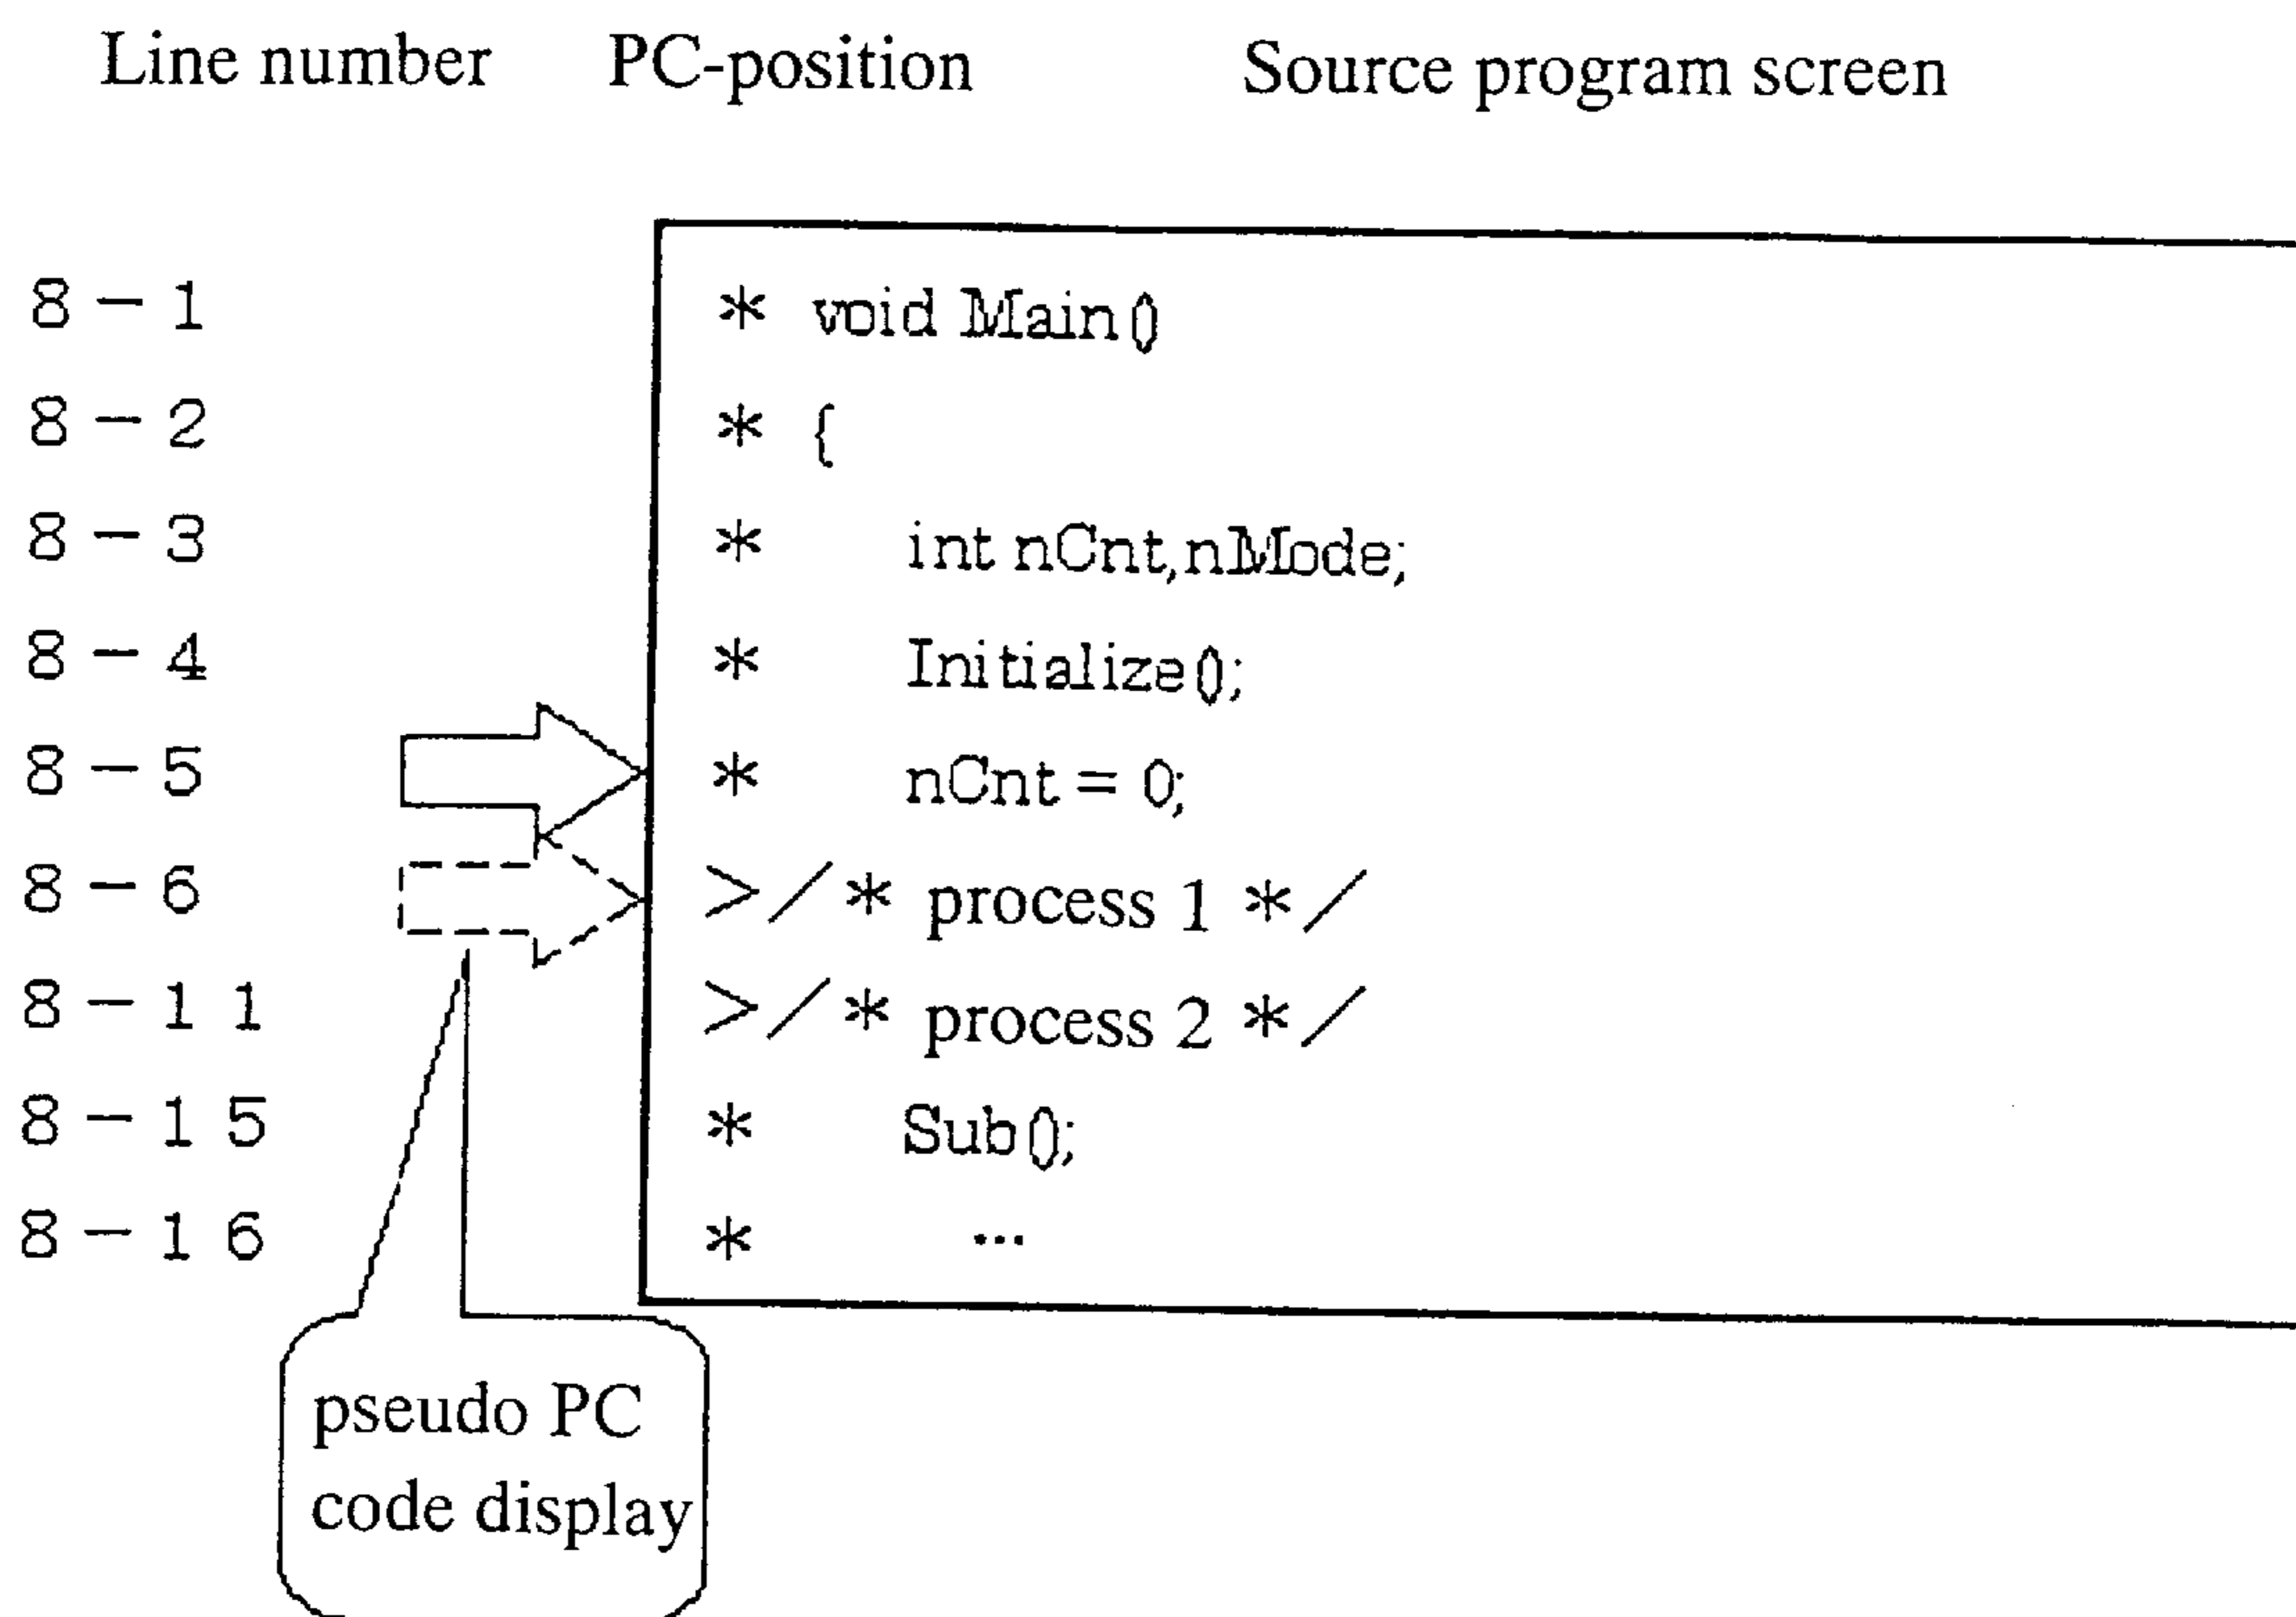 Line number PC-position Source program screen
8-1 * void Main()
8-2 * {
8-3 * int nCnt,nMode;
8-4 * Initialize();
8-5 * nCnt = 0;
8-6 >/* process 1 */
8-11 >/* process 2 */
8-15 * Sub();
8-16 * ...
pseudo PC
code display